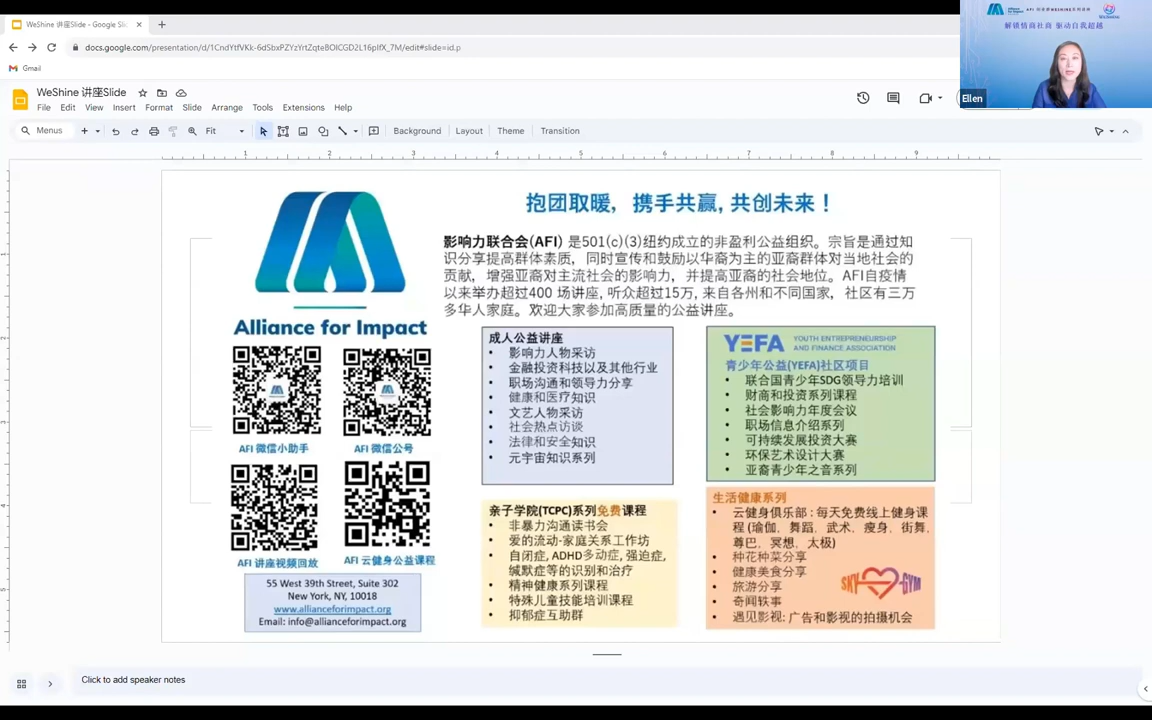 WeShine 讲座Slide - Google Sli
docs.google.com/presentation/d/1CndYtfVKk-6dSbxPZYzYrtZqteBOICGD2L16pIfX_7M/edit#slide=id.p
Gmail
AFI
解锁情商社商 驱动自我超越
Ellen
WeShine 讲座Slide
File Edit View Insert Format Slide Arrange Tools Extensions Help
Menus Fit Background Layout Theme Transition
1 2 3 4 5 6 7 8 9
抱团取暖，携手共赢, 共创未来！
影响力联合会(AFI) 是501(c)(3)纽约成立的非盈利公益组织。宗旨是通过知
识分享提高群体素质，同时宣传和鼓励以华裔为主的亚裔群体对当地社会的
贡献，增强亚裔对主流社会的影响力，并提高亚裔的社会地位。AFI自疫情
以来举办超过400 场讲座, 听众超过15万, 来自各州和不同国家，社区有三万
多华人家庭。欢迎大家参加高质量的公益讲座。
Alliance for Impact
AFI 微信小助手
AFI 微信公号
AFI 讲座视频回放
AFI 云健身公益课程
55 West 39th Street, Suite 302
New York, NY, 10018
www.allianceforimpact.org
Email: info@allianceforimpact.org
成人公益讲座
• 影响力人物采访
• 金融投资科技以及其他行业
• 职场沟通和领导力分享
• 健康和医疗知识
• 文艺人物采访
• 社会热点访谈
• 法律和安全知识
• 元宇宙知识系列
YEFA YOUTH ENTREPRENEURSHIP
AND FINANCE ASSOCIATION
青少年公益(YEFA)社区项目
• 联合国青少年SDG领导力培训
• 财商和投资系列课程
• 社会影响力年度会议
• 职场信息介绍系列
• 可持续发展投资大赛
• 环保艺术设计大赛
• 亚裔青少年之音系列
亲子学院(TCPC)系列免费课程
• 非暴力沟通读书会
• 爱的流动-家庭关系工作坊
• 自闭症, ADHD多动症, 强迫症,
缄默症等的识别和治疗
• 精神健康系列课程
• 特殊儿童技能培训课程
• 抑郁症互助群
生活健康系列
• 云健身俱乐部 : 每天免费线上健身课
程 (瑜伽, 舞蹈, 武术, 瘦身, 街舞,
尊巴, 冥想, 太极)
• 种花种菜分享
• 健康美食分享
• 旅游分享
• 奇闻轶事
• 遇见影视: 广告和影视的拍摄机会
SKY GYM
Click to add speaker notes